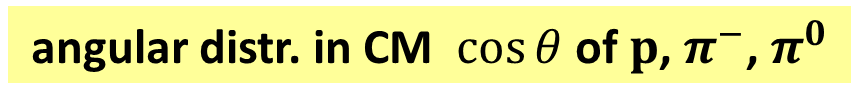 angular distr. in CM cos θ of p, π⁻, π⁰